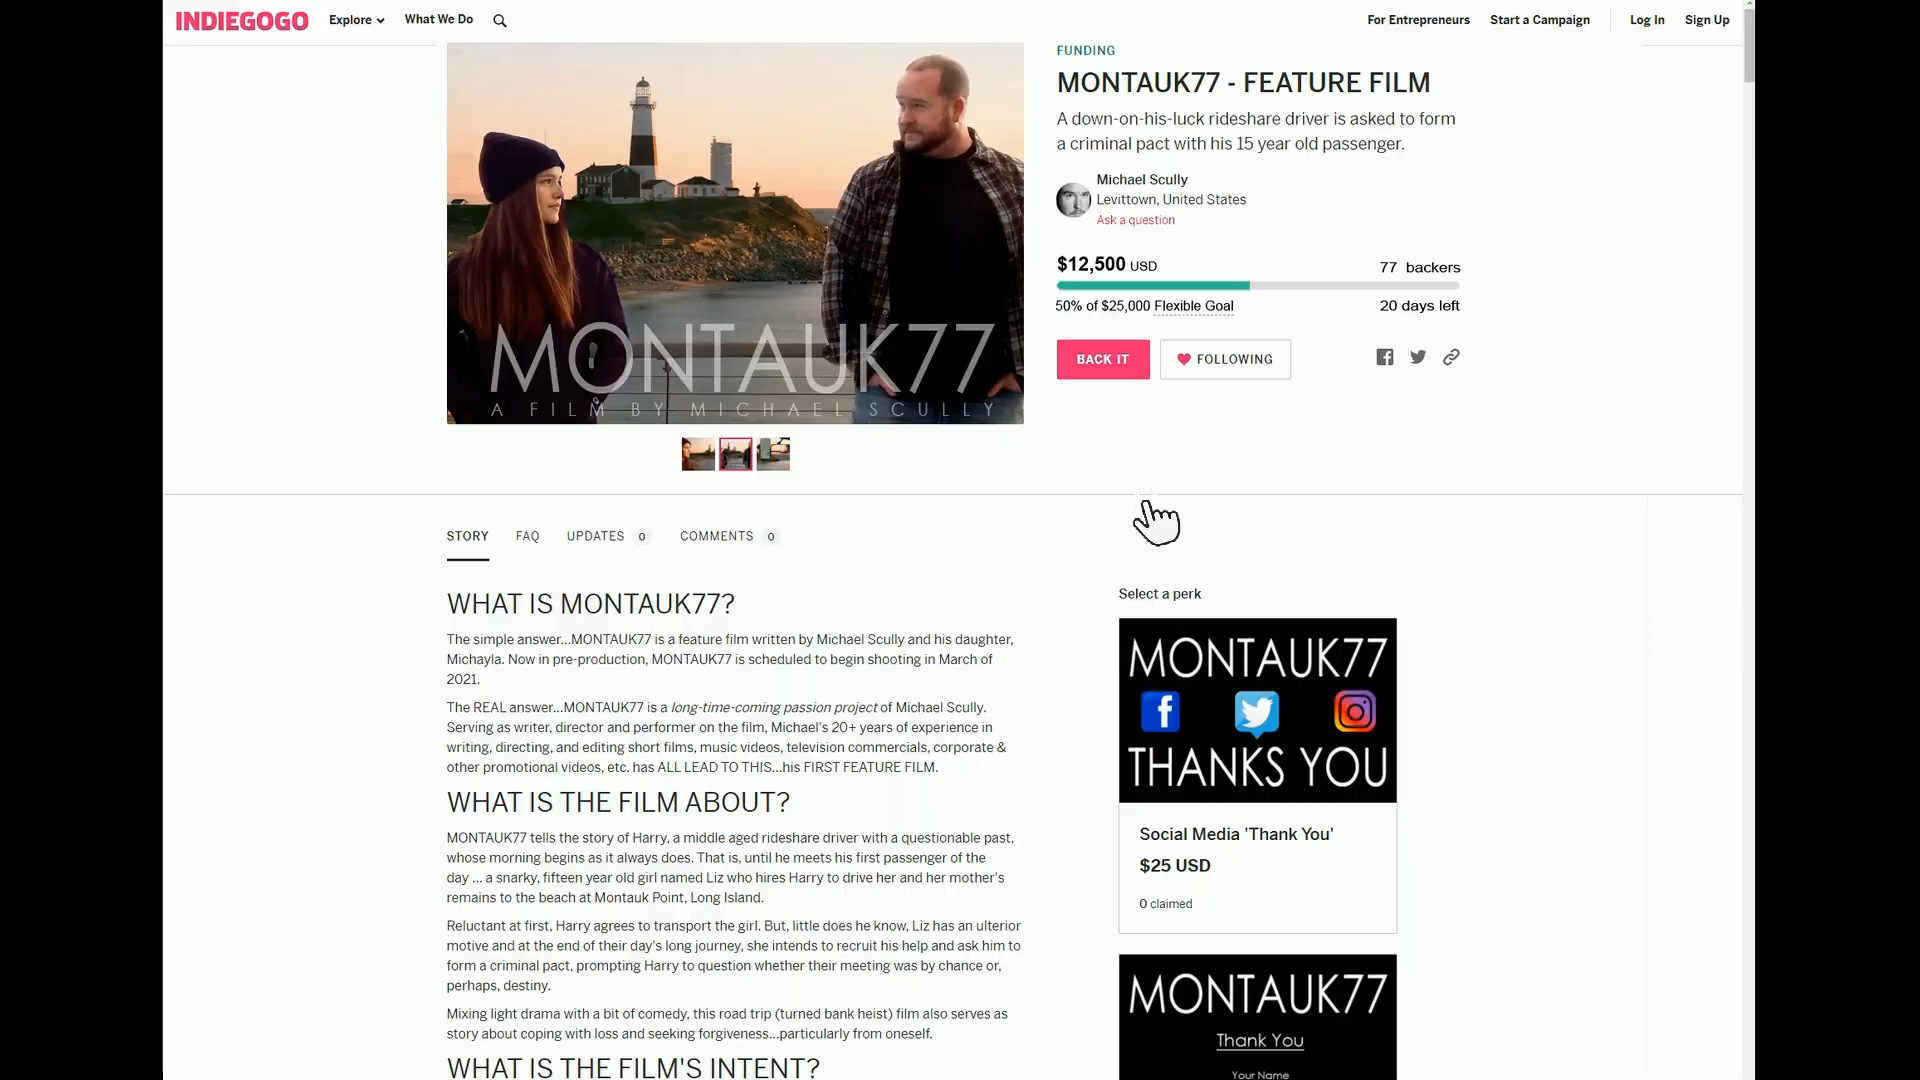 INDIEGOGO Explore What We Do For Entrepreneurs Start a Campaign Log In Sign Up
MONTAUK77
A FILM BY MICHAEL SCULLY
FUNDING
MONTAUK77 - FEATURE FILM
A down-on-his-luck rideshare driver is asked to form
a criminal pact with his 15 year old passenger.
Michael Scully
Levittown, United States
Ask a question
$12,500 USD 77 backers
50% of $25,000 Flexible Goal 20 days left
BACK IT FOLLOWING
STORY FAQ UPDATES 0 COMMENTS 0
WHAT IS MONTAUK77?
The simple answer...MONTAUK77 is a feature film written by Michael Scully and his daughter,
Michayla. Now in pre-production, MONTAUK77 is scheduled to begin shooting in March of
2021.
The REAL answer...MONTAUK77 is a long-time-coming passion project of Michael Scully.
Serving as writer, director and performer on the film, Michael's 20+ years of experience in
writing, directing, and editing short films, music videos, television commercials, corporate &
other promotional videos, etc. has ALL LEAD TO THIS...his FIRST FEATURE FILM.
WHAT IS THE FILM ABOUT?
MONTAUK77 tells the story of Harry, a middle aged rideshare driver with a questionable past,
whose morning begins as it always does. That is, until he meets his first passenger of the
day ... a snarky, fifteen year old girl named Liz who hires Harry to drive her and her mother's
remains to the beach at Montauk Point, Long Island.
Reluctant at first, Harry agrees to transport the girl. But, little does he know, Liz has an ulterior
motive and at the end of their day's long journey, she intends to recruit his help and ask him to
form a criminal pact, prompting Harry to question whether their meeting was by chance or,
perhaps, destiny.
Mixing light drama with a bit of comedy, this road trip (turned bank heist) film also serves as
story about coping with loss and seeking forgiveness...particularly from oneself.
WHAT IS THE FILM'S INTENT?
Select a perk
MONTAUK77
THANKS YOU
Social Media 'Thank You'
$25 USD
0 claimed
MONTAUK77
Thank You
Your Name